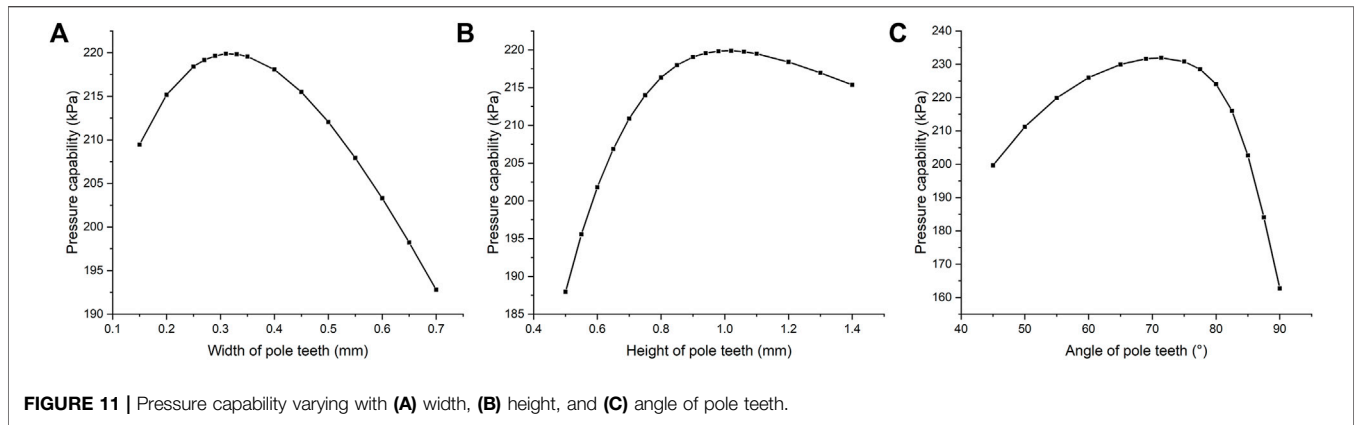 A
220
215
210
205
200
195
190
0.1 0.2 0.3 0.4 0.5 0.6 0.7
Pressure capability (kPa)
Width of pole teeth (mm)
B
220
215
210
205
200
195
190
185
0.4 0.6 0.8 1.0 1.2 1.4
Pressure capability (kPa)
Height of pole teeth (mm)
C
240
230
220
210
200
190
180
170
160
40 50 60 70 80 90
Pressure capability (kPa)
Angle of pole teeth (°)
FIGURE 11 | Pressure capability varying with (A) width, (B) height, and (C) angle of pole teeth.